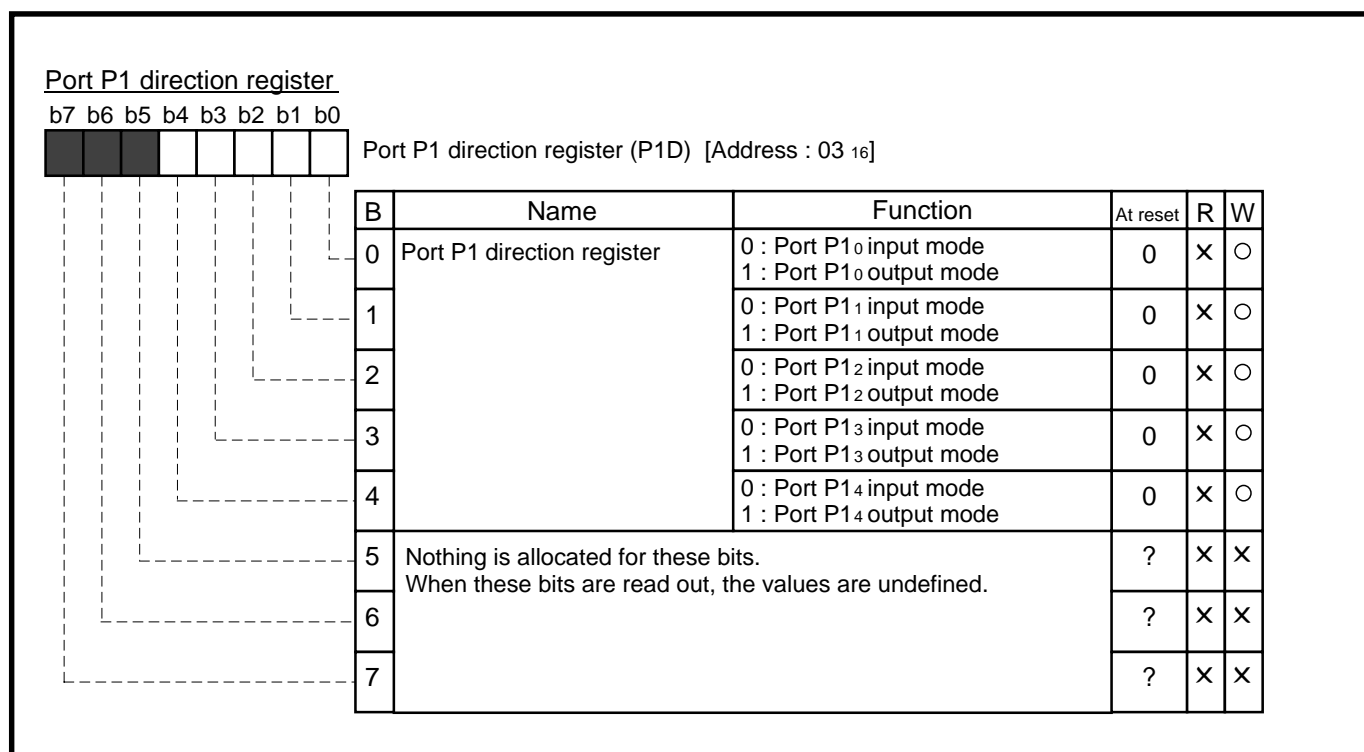 Port P1 direction register
b7 b6 b5 b4 b3 b2 b1 b0
Port P1 direction register (P1D) [Address : 03 16]
B Name Function At reset R W
0 Port P1 direction register 0 : Port P10 input mode 0 × ○
1 : Port P10 output mode
1 0 : Port P11 input mode 0 × ○
1 : Port P11 output mode
2 0 : Port P12 input mode 0 × ○
1 : Port P12 output mode
3 0 : Port P13 input mode 0 × ○
1 : Port P13 output mode
4 0 : Port P14 input mode 0 × ○
1 : Port P14 output mode
5 Nothing is allocated for these bits. ? × ×
When these bits are read out, the values are undefined.
6 ? × ×
7 ? × ×